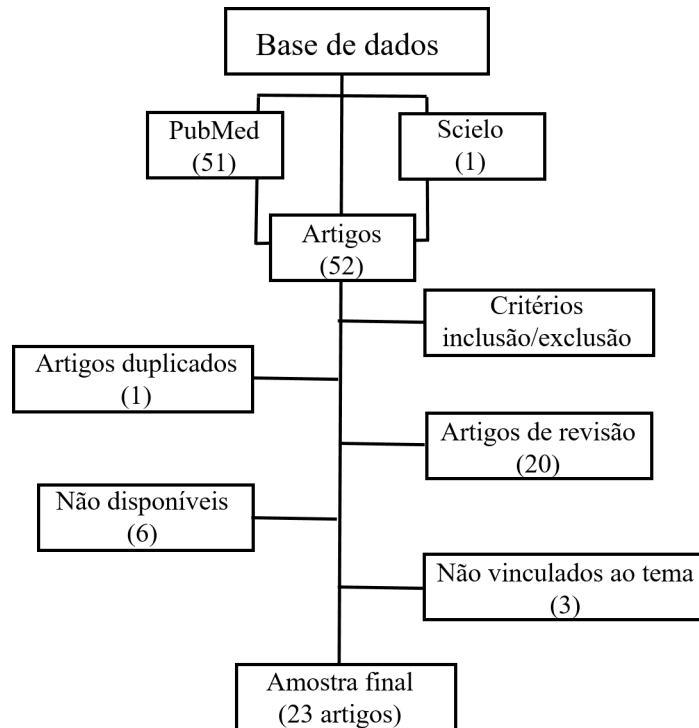 Base de dados
PubMed
(51)
Scielo
(1)
Artigos
(52)
Critérios
inclusão/exclusão
Artigos duplicados
(1)
Artigos de revisão
(20)
Não disponíveis
(6)
Não vinculados ao tema
(3)
Amostra final
(23 artigos)